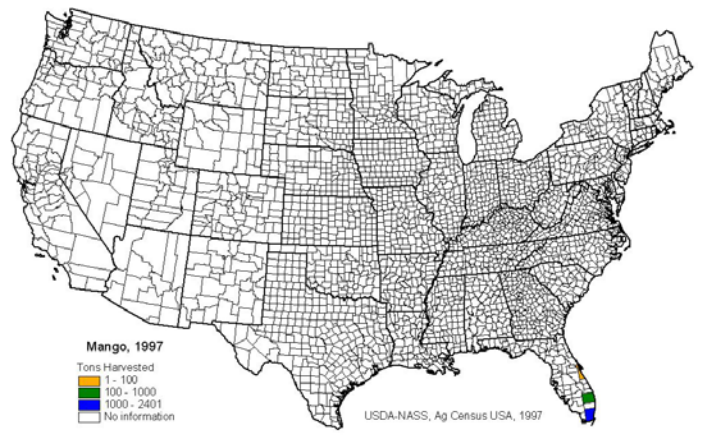 Mango, 1997
Tons Harvested
1 - 100
100 - 1000
1000 - 2401
No information
USDA-NASS, Ag Census USA, 1997